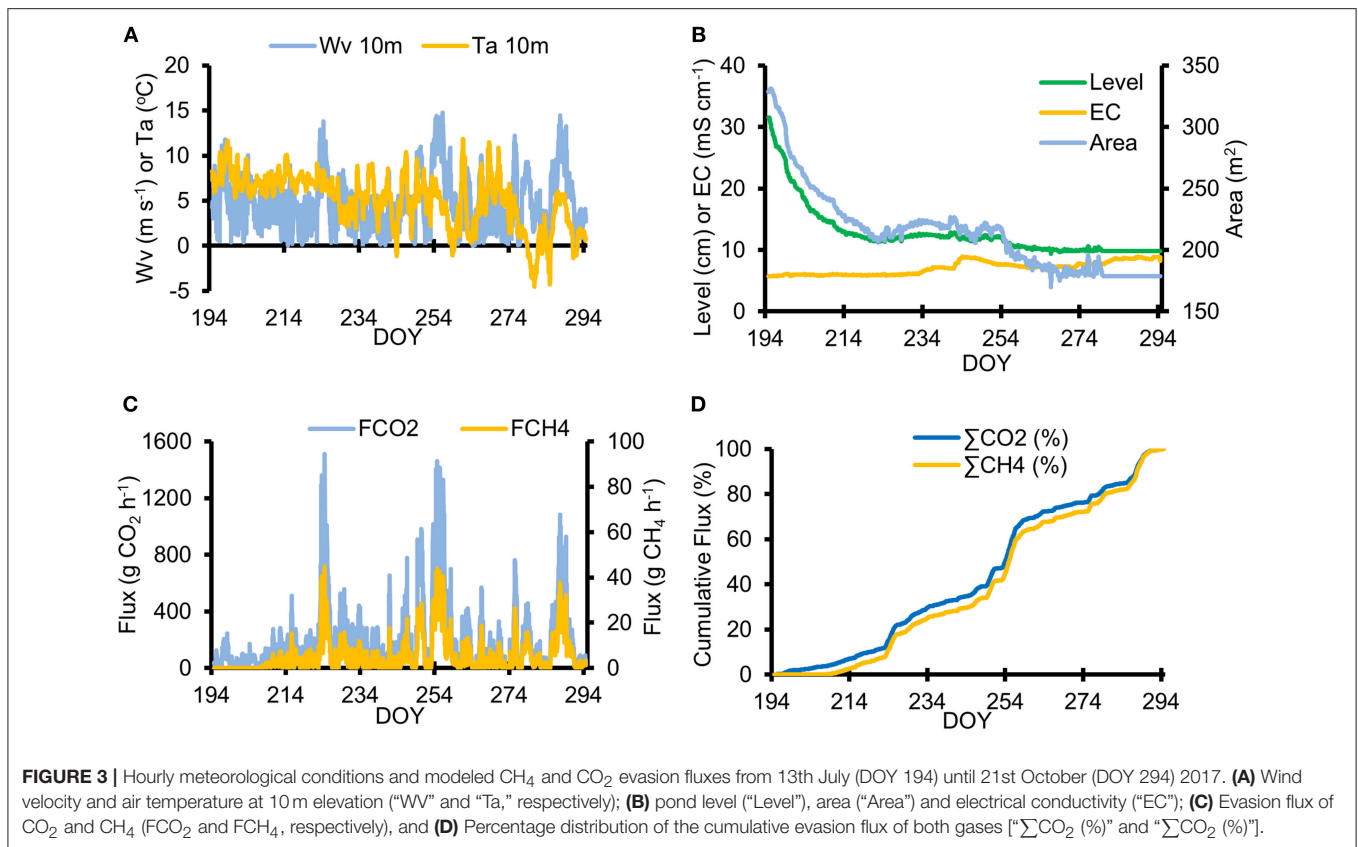 A
Wv 10m Ta 10m
Wv (m s⁻¹) or Ta (°C)
20
15
10
5
0
-5
194 214 234 254 274 294
DOY
B
Level
EC
Area
Level (cm) or EC (mS cm⁻¹)
40
30
20
10
0
Area (m²)
350
300
250
200
150
194 214 234 254 274 294
DOY
C
FCO2 FCH4
Flux (g CO₂ h⁻¹)
1600
1200
800
400
0
Flux (g CH₄ h⁻¹)
100
80
60
40
20
0
194 214 234 254 274 294
DOY
D
∑CO2 (%)
∑CH4 (%)
Cumulative Flux (%)
100
80
60
40
20
0
194 214 234 254 274 294
DOY
FIGURE 3 | Hourly meteorological conditions and modeled CH₄ and CO₂ evasion fluxes from 13th July (DOY 194) until 21st October (DOY 294) 2017. (A) Wind
velocity and air temperature at 10 m elevation (“WV” and “Ta,” respectively); (B) pond level (“Level”), area (“Area”) and electrical conductivity (“EC”); (C) Evasion flux of
CO₂ and CH₄ (FCO₂ and FCH₄, respectively), and (D) Percentage distribution of the cumulative evasion flux of both gases [“∑CO₂ (%)” and “∑CO₂ (%)”].